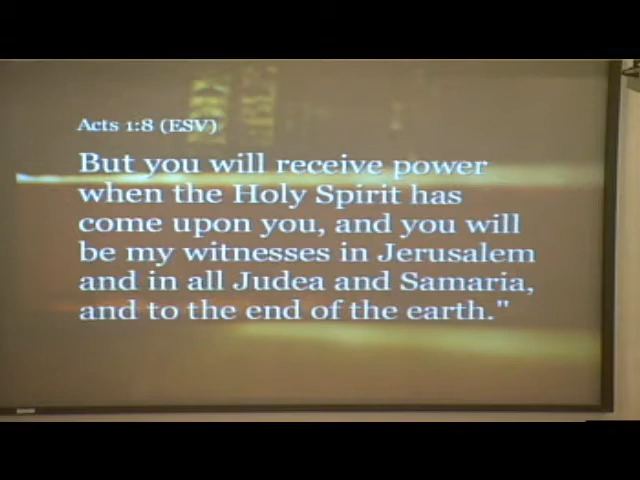 Acts 1:8 (ESV)
But you will receive power
when the Holy Spirit has
come upon you, and you will
be my witnesses in Jerusalem
and in all Judea and Samaria,
and to the end of the earth."